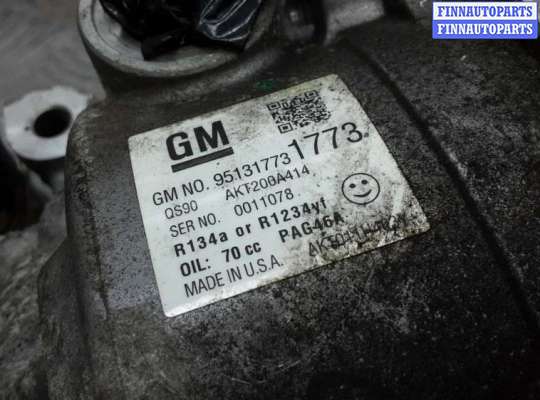 FINNAUTOPARTS
FINNAUTOPARTS
GM
GM NO. 95131773 1773
QS90 AKT200A414
SER NO. 0011078
R134a or R1234yf
OIL: 70 cc PAG46A
MADE IN U.S.A.